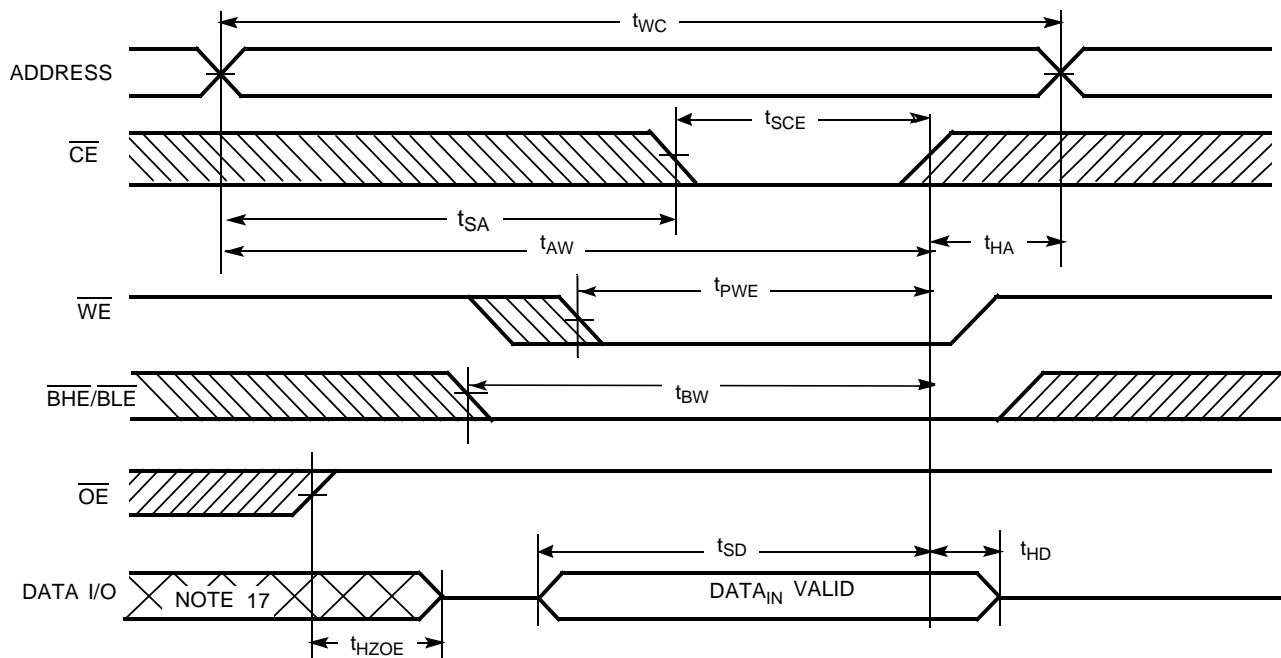 tWC
ADDRESS
tSCE
CE
tSA
tAW
tHA
tPWE
WE
BHE/BLE
tBW
OE
tSD
tHD
DATA I/O
NOTE 17
DATAIN VALID
tHZOE